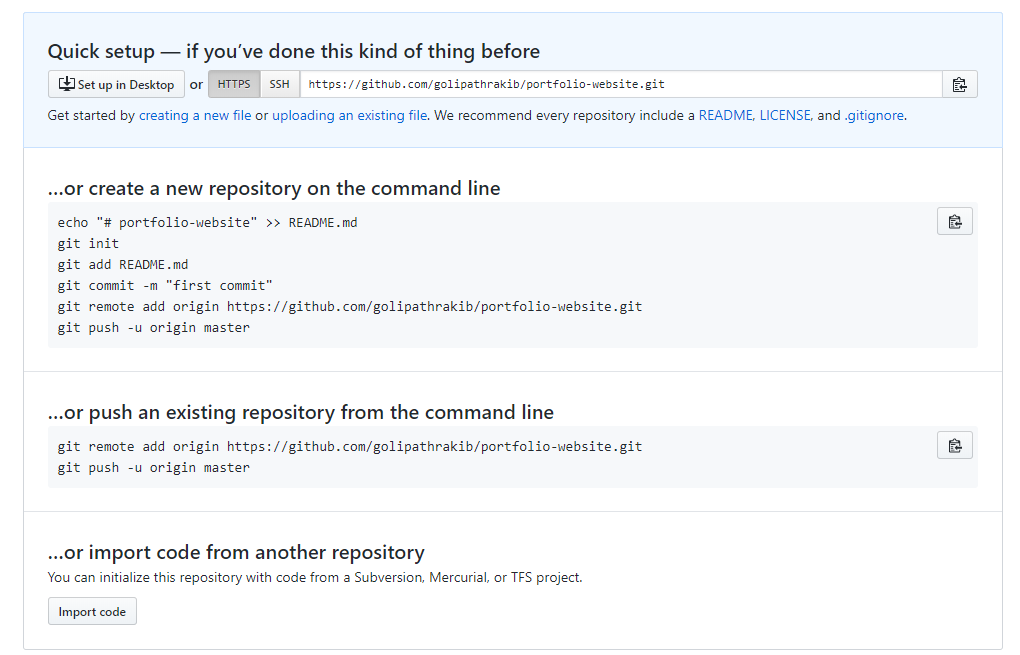 Quick setup — if you’ve done this kind of thing before
Set up in Desktop or HTTPS SSH https://github.com/golipathrakib/portfolio-website.git
Get started by creating a new file or uploading an existing file. We recommend every repository include a README, LICENSE, and .gitignore.
…or create a new repository on the command line
echo "# portfolio-website" >> README.md
git init
git add README.md
git commit -m "first commit"
git remote add origin https://github.com/golipathrakib/portfolio-website.git
git push -u origin master
…or push an existing repository from the command line
git remote add origin https://github.com/golipathrakib/portfolio-website.git
git push -u origin master
…or import code from another repository
You can initialize this repository with code from a Subversion, Mercurial, or TFS project.
Import code